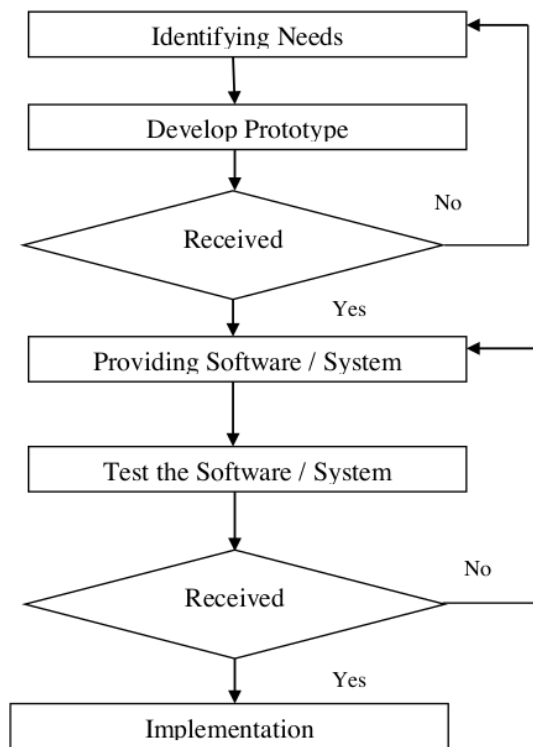 Identifying Needs
Develop Prototype
No
Received
Yes
Providing Software / System
Test the Software / System
No
Received
Yes
Implementation